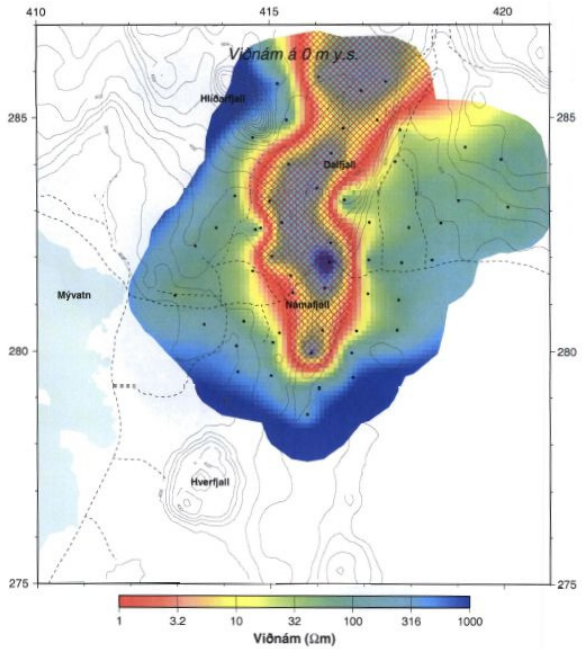 410 415 420
Viðnám á 0 m y.s.
Hlíðarfjall
285 285
Dalfjall
Mývatn
Námafjall
280 280
Hverfjall
275 275
1 3.2 10 32 100 316 1000
Viðnám (Ωm)